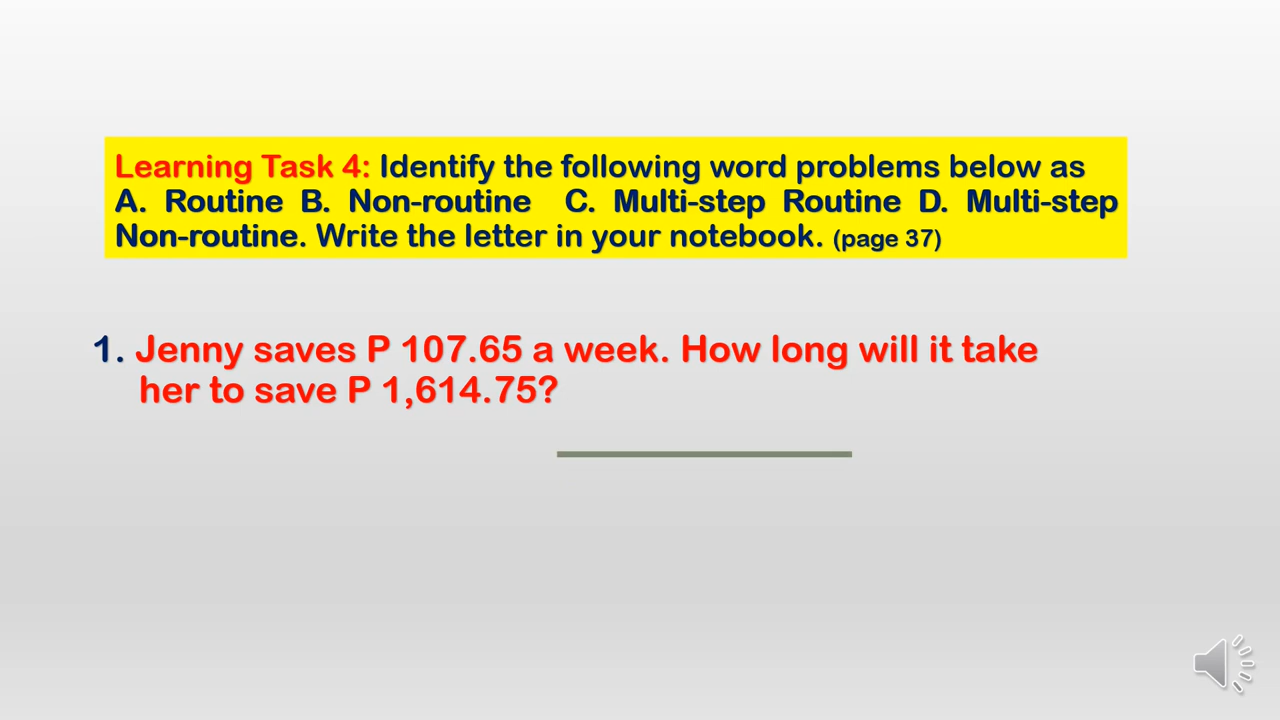 Learning Task 4: Identify the following word problems below as
A. Routine B. Non-routine C. Multi-step Routine D. Multi-step
Non-routine. Write the letter in your notebook. (page 37)
1. Jenny saves P 107.65 a week. How long will it take
her to save P 1,614.75?